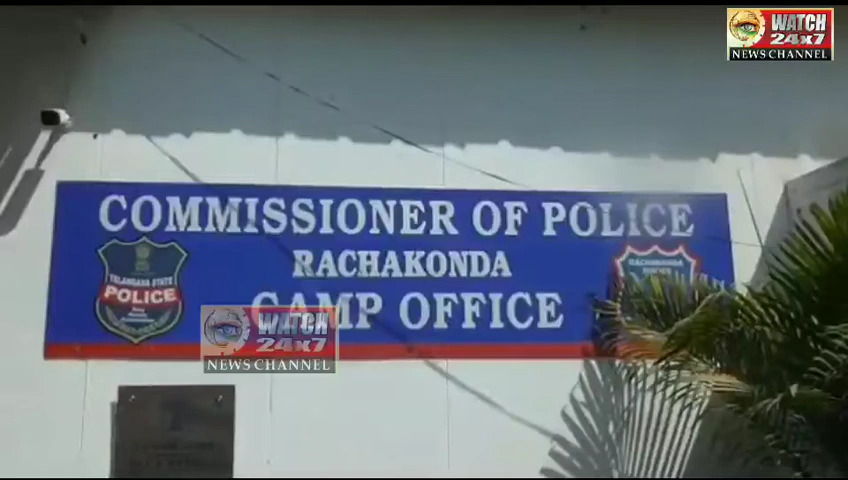 WATCH
24x7
NEWS CHANNEL
COMMISSIONER OF POLICE
RACHAKONDA
CAMP OFFICE
TELANGANA STATE
POLICE
RACHAKONDA
WATCH
24x7
NEWS CHANNEL